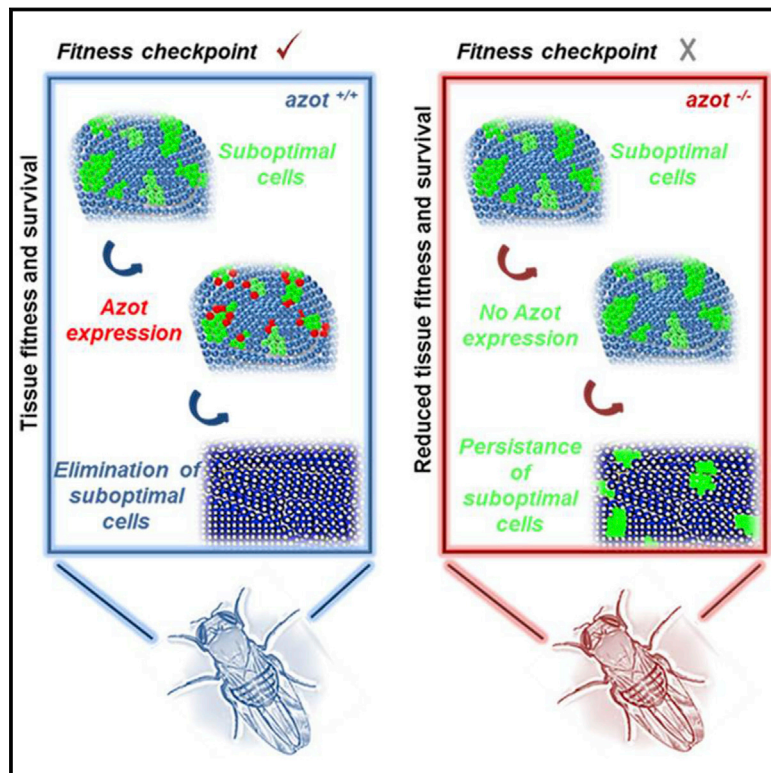 Fitness checkpoint ✓
azot +/+
Tissue fitness and survival
Suboptimal
cells
Azot
expression
Elimination of
suboptimal
cells
Fitness checkpoint X
azot -/-
Reduced tissue fitness and survival
Suboptimal
cells
No Azot
expression
Persistance
of
suboptimal
cells